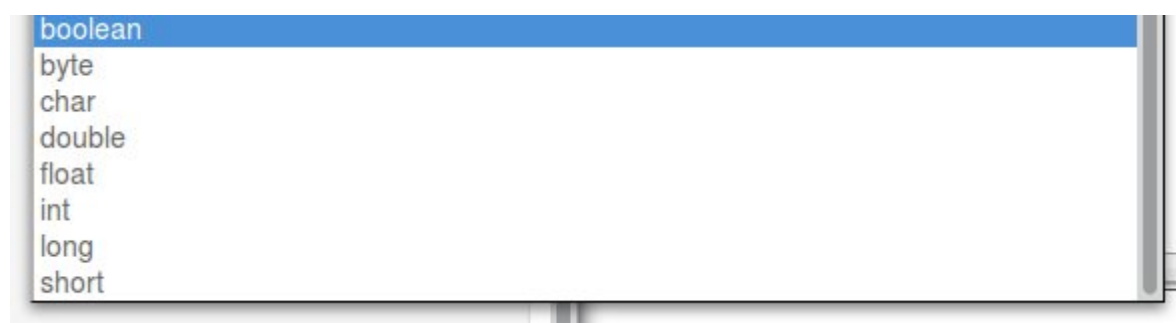 boolean
byte
char
double
float
int
long
short